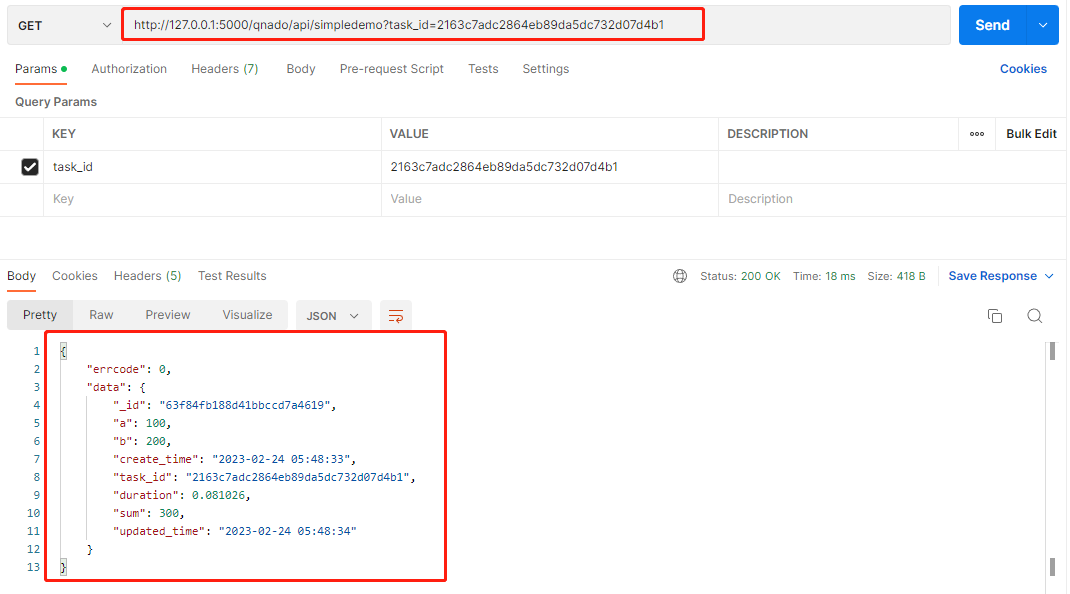 GET http://127.0.0.1:5000/qnado/api/simpledemo?task_id=2163c7adc2864eb89da5dc732d07d4b1 Send
Params Authorization Headers (7) Body Pre-request Script Tests Settings Cookies
Query Params
KEY VALUE DESCRIPTION ooo Bulk Edit
task_id 2163c7adc2864eb89da5dc732d07d4b1
Key Value Description
Body Cookies Headers (5) Test Results Status: 200 OK Time: 18 ms Size: 418 B Save Response
Pretty Raw Preview Visualize JSON
1 {
2 "errcode": 0,
3 "data": {
4 "_id": "63f84fb188d41bbccd7a4619",
5 "a": 100,
6 "b": 200,
7 "create_time": "2023-02-24 05:48:33",
8 "task_id": "2163c7adc2864eb89da5dc732d07d4b1",
9 "duration": 0.081026,
10 "sum": 300,
11 "updated_time": "2023-02-24 05:48:34"
12 }
13 }